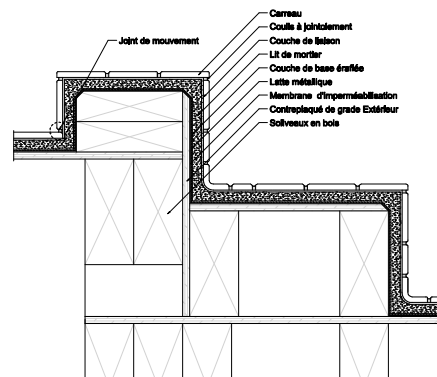 Carreau
Coulis à jointoiement
Joint de mouvement
Couche de liaison
Lit de mortier
Couche de base éraflée
Latte métallique
Membrane d'imperméabilisation
Contreplaqué de grade Extérieur
Soliveaux en bois